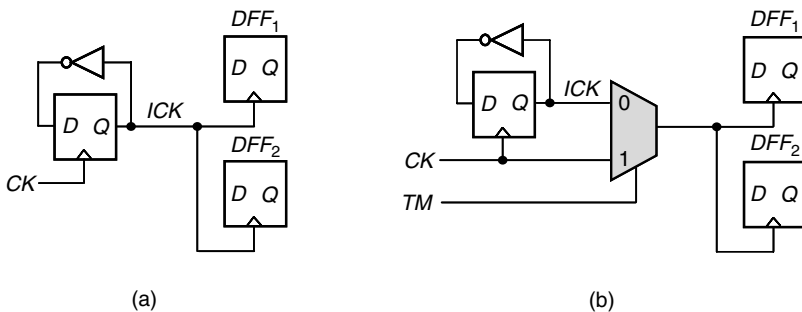 DFF1
D Q
D Q
ICK
DFF2
CK
D Q
(a)
DFF1
D Q
ICK
0
D Q
DFF2
CK
1
D Q
TM
(b)